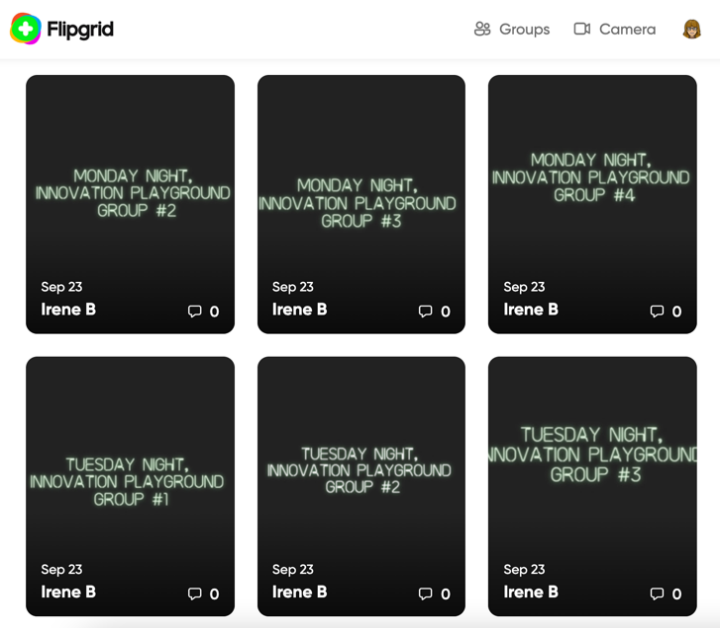 Flipgrid
Groups
Camera
MONDAY NIGHT,
INNOVATION PLAYGROUND
GROUP #2
Sep 23
Irene B
0
MONDAY NIGHT,
INNOVATION PLAYGROUND
GROUP #3
Sep 23
Irene B
0
MONDAY NIGHT,
INNOVATION PLAYGROUND
GROUP #4
Sep 23
Irene B
0
TUESDAY NIGHT,
INNOVATION PLAYGROUND
GROUP #1
Sep 23
Irene B
0
TUESDAY NIGHT,
INNOVATION PLAYGROUND
GROUP #2
Sep 23
Irene B
0
TUESDAY NIGHT,
INNOVATION PLAYGROUND
GROUP #3
Sep 23
Irene B
0